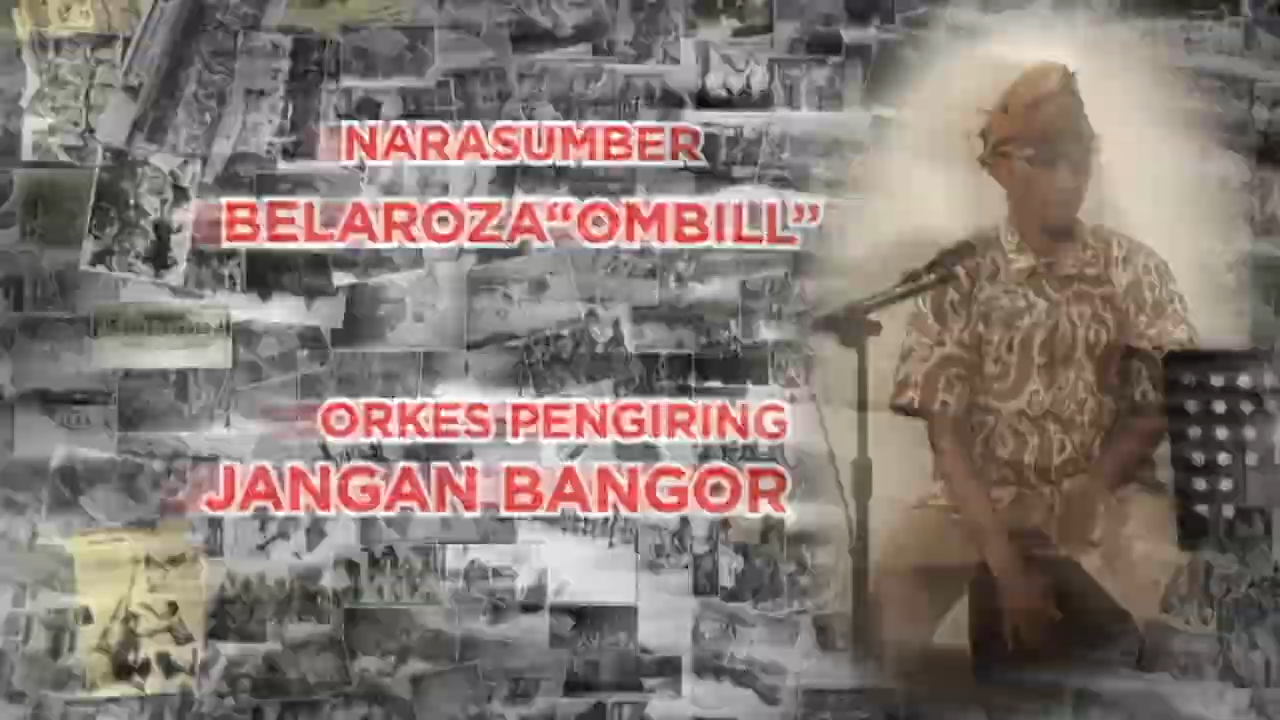 NARASUMBER
BELAROZA“OMBILL”
ORKES PENGIRING
JANGAN BANGOR